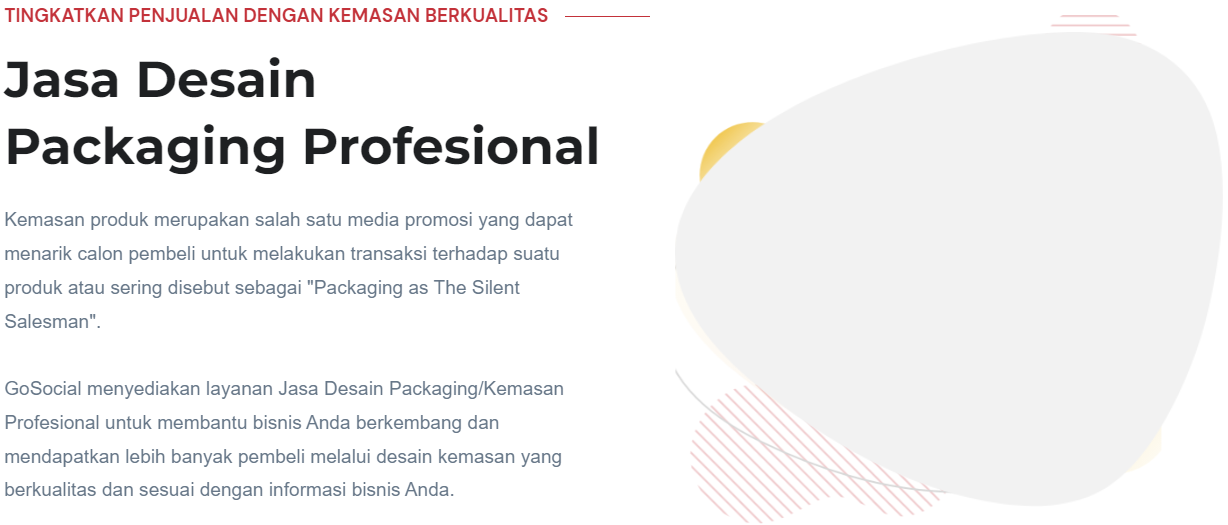 TINGKATKAN PENJUALAN DENGAN KEMASAN BERKUALITAS
Jasa Desain
Packaging Profesional
Kemasan produk merupakan salah satu media promosi yang dapat
menarik calon pembeli untuk melakukan transaksi terhadap suatu
produk atau sering disebut sebagai "Packaging as The Silent
Salesman".
GoSocial menyediakan layanan Jasa Desain Packaging/Kemasan
Profesional untuk membantu bisnis Anda berkembang dan
mendapatkan lebih banyak pembeli melalui desain kemasan yang
berkualitas dan sesuai dengan informasi bisnis Anda.